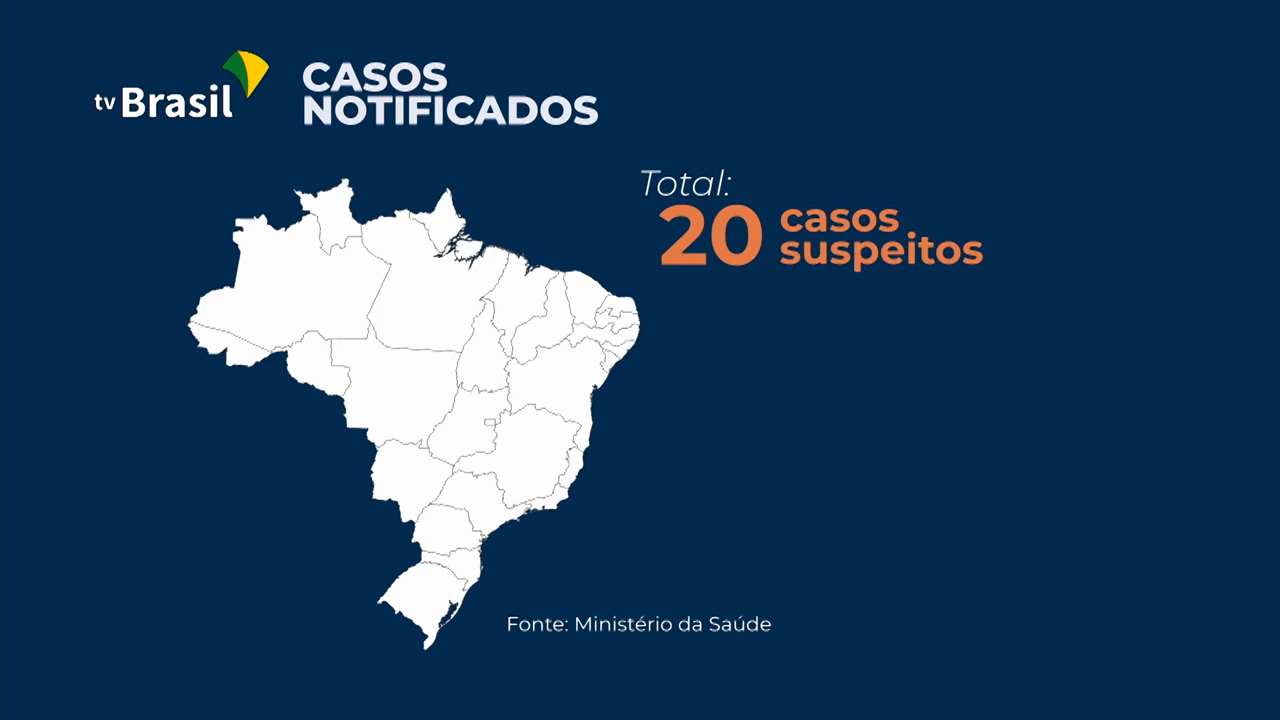 tv Brasil
CASOS
NOTIFICADOS
Total:
20 casos
suspeitos
Fonte: Ministério da Saúde